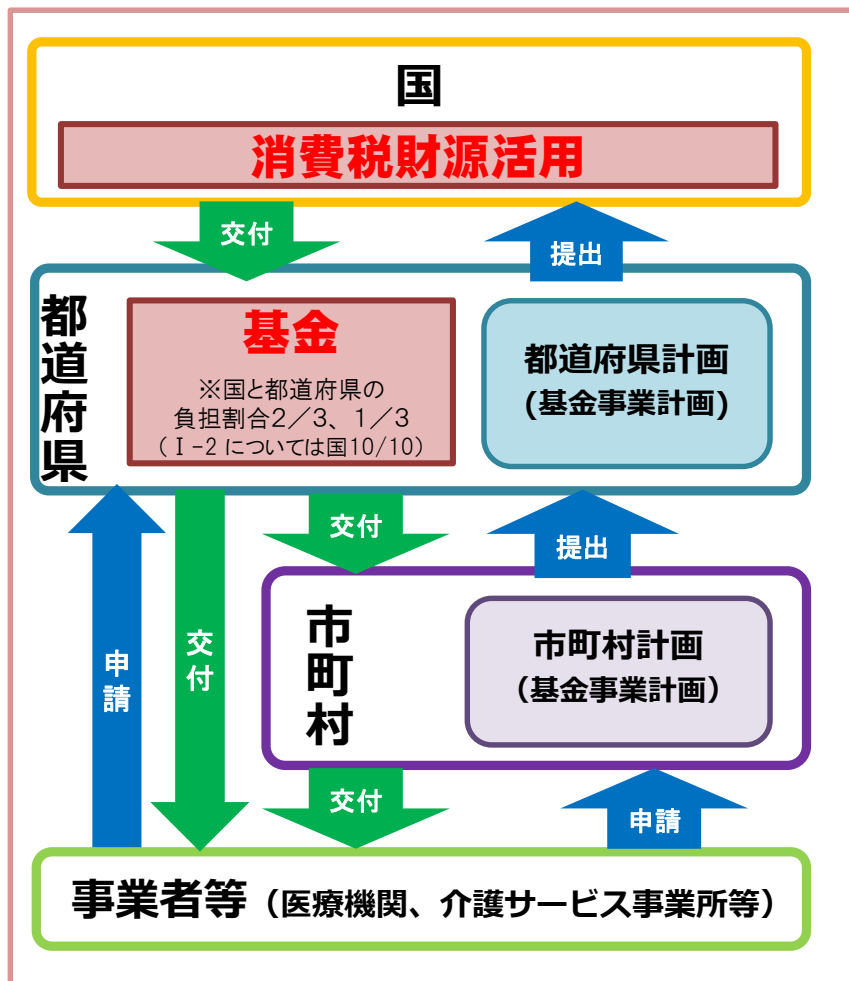 国
消費税財源活用
交付
提出
都道府県
基金
※国と都道府県の
負担割合2/3、1/3
(Ⅰ-2については国10/10)
都道府県計画
(基金事業計画)
交付
提出
申請
交付
市町村
市町村計画
(基金事業計画)
交付
申請
事業者等(医療機関、介護サービス事業所等)